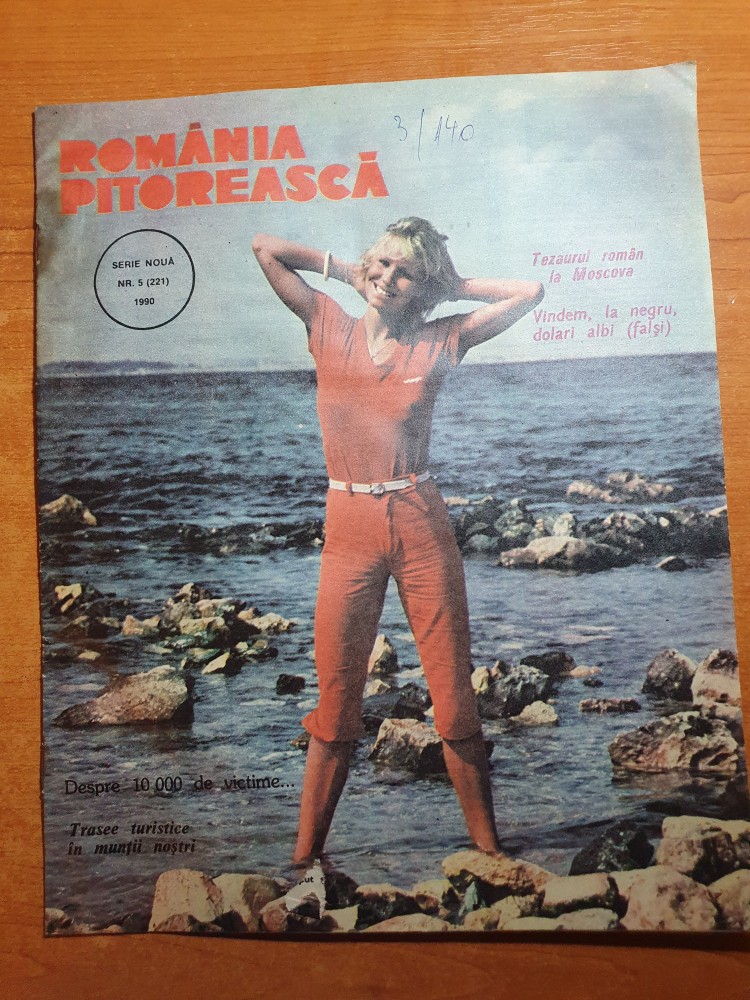 ROMÂNIA
PITOREASCĂ
3/140
SERIE NOUĂ
NR. 5 (221)
1990
Tezaurul român
la Moscova
Vindem, la negru,
dolari albi (falși)
Despre 10 000 de victime...
Trasee turistice
în munții noștri